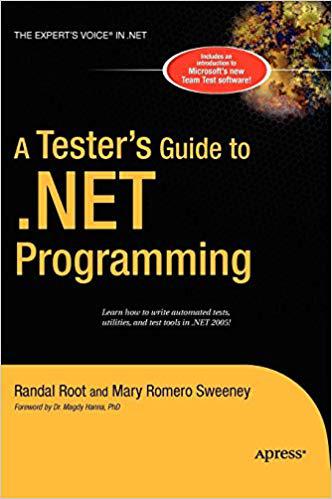 THE EXPERT'S VOICE® IN .NET
Includes an
introduction to
Microsoft's new
Team Test software!
A Tester's Guide to
.NET
Programming
Learn how to write automated tests,
utilities, and test tools in .NET 2005!
Randal Root and Mary Romero Sweeney
Foreword by Dr. Magdy Hanna, PhD
Apress®